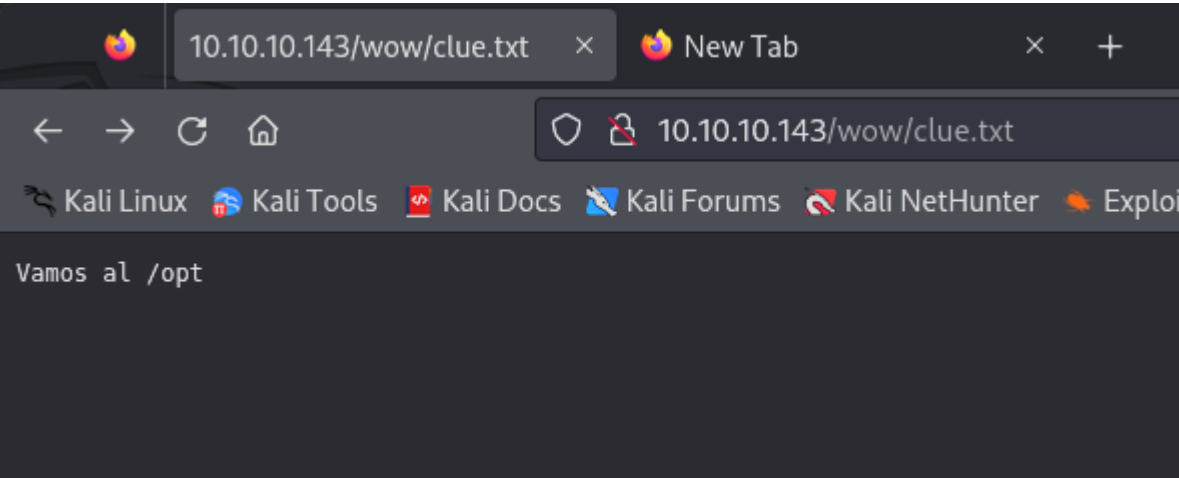 10.10.10.143/wow/clue.txt
New Tab
10.10.10.143/wow/clue.txt
Kali Linux
Kali Tools
Kali Docs
Kali Forums
Kali NetHunter
Exploi
Vamos al /opt